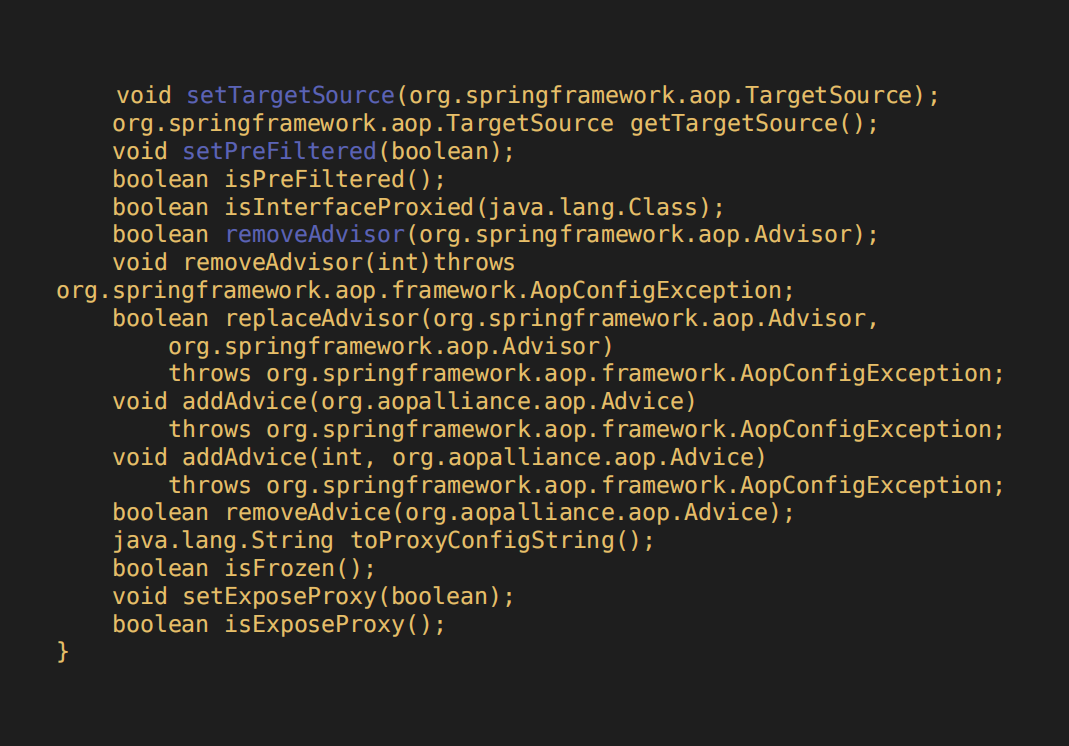 void setTargetSource(org.springframework.aop.TargetSource);
org.springframework.aop.TargetSource getTargetSource();
void setPreFiltered(boolean);
boolean isPreFiltered();
boolean isInterfaceProxied(java.lang.Class);
boolean removeAdvisor(org.springframework.aop.Advisor);
void removeAdvisor(int)throws
org.springframework.aop.framework.AopConfigException;
boolean replaceAdvisor(org.springframework.aop.Advisor,
org.springframework.aop.Advisor)
throws org.springframework.aop.framework.AopConfigException;
void addAdvice(org.aopalliance.aop.Advice)
throws org.springframework.aop.framework.AopConfigException;
void addAdvice(int, org.aopalliance.aop.Advice)
throws org.springframework.aop.framework.AopConfigException;
boolean removeAdvice(org.aopalliance.aop.Advice);
java.lang.String toProxyConfigString();
boolean isFrozen();
void setExposeProxy(boolean);
boolean isExposeProxy();
}